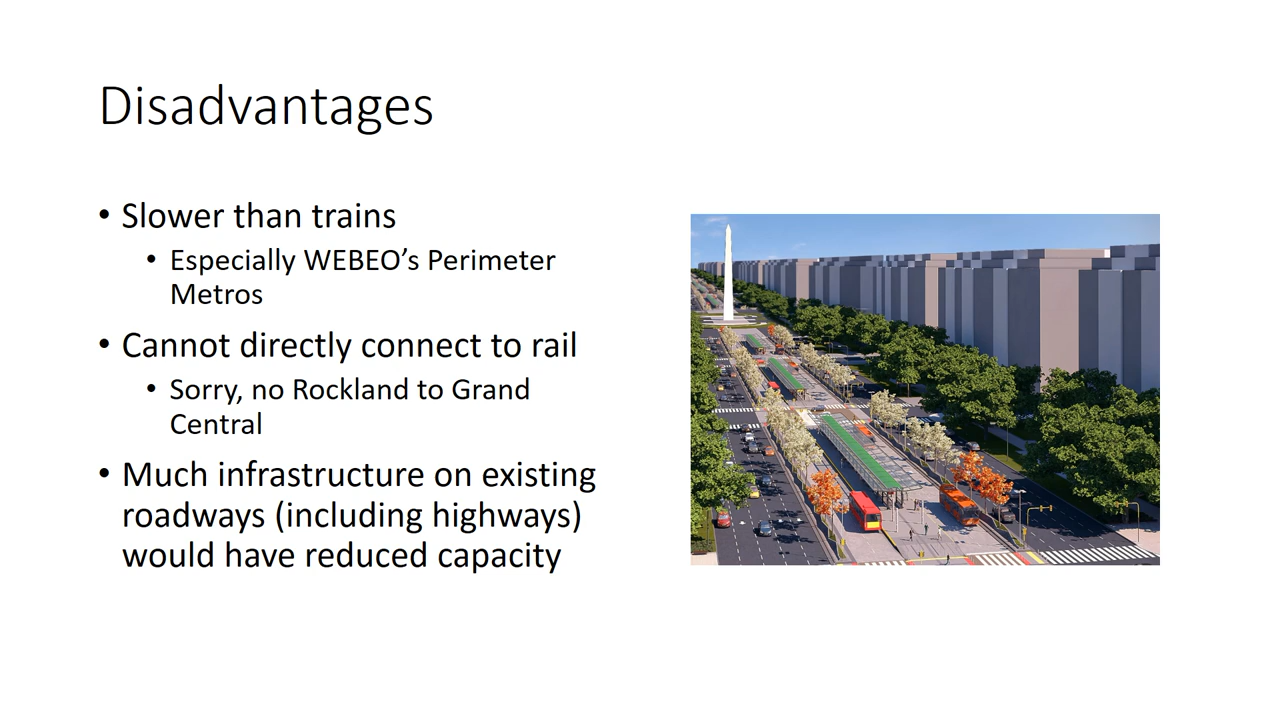 Disadvantages
• Slower than trains
• Especially WEBEO’s Perimeter
Metros
• Cannot directly connect to rail
• Sorry, no Rockland to Grand
Central
• Much infrastructure on existing
roadways (including highways)
would have reduced capacity